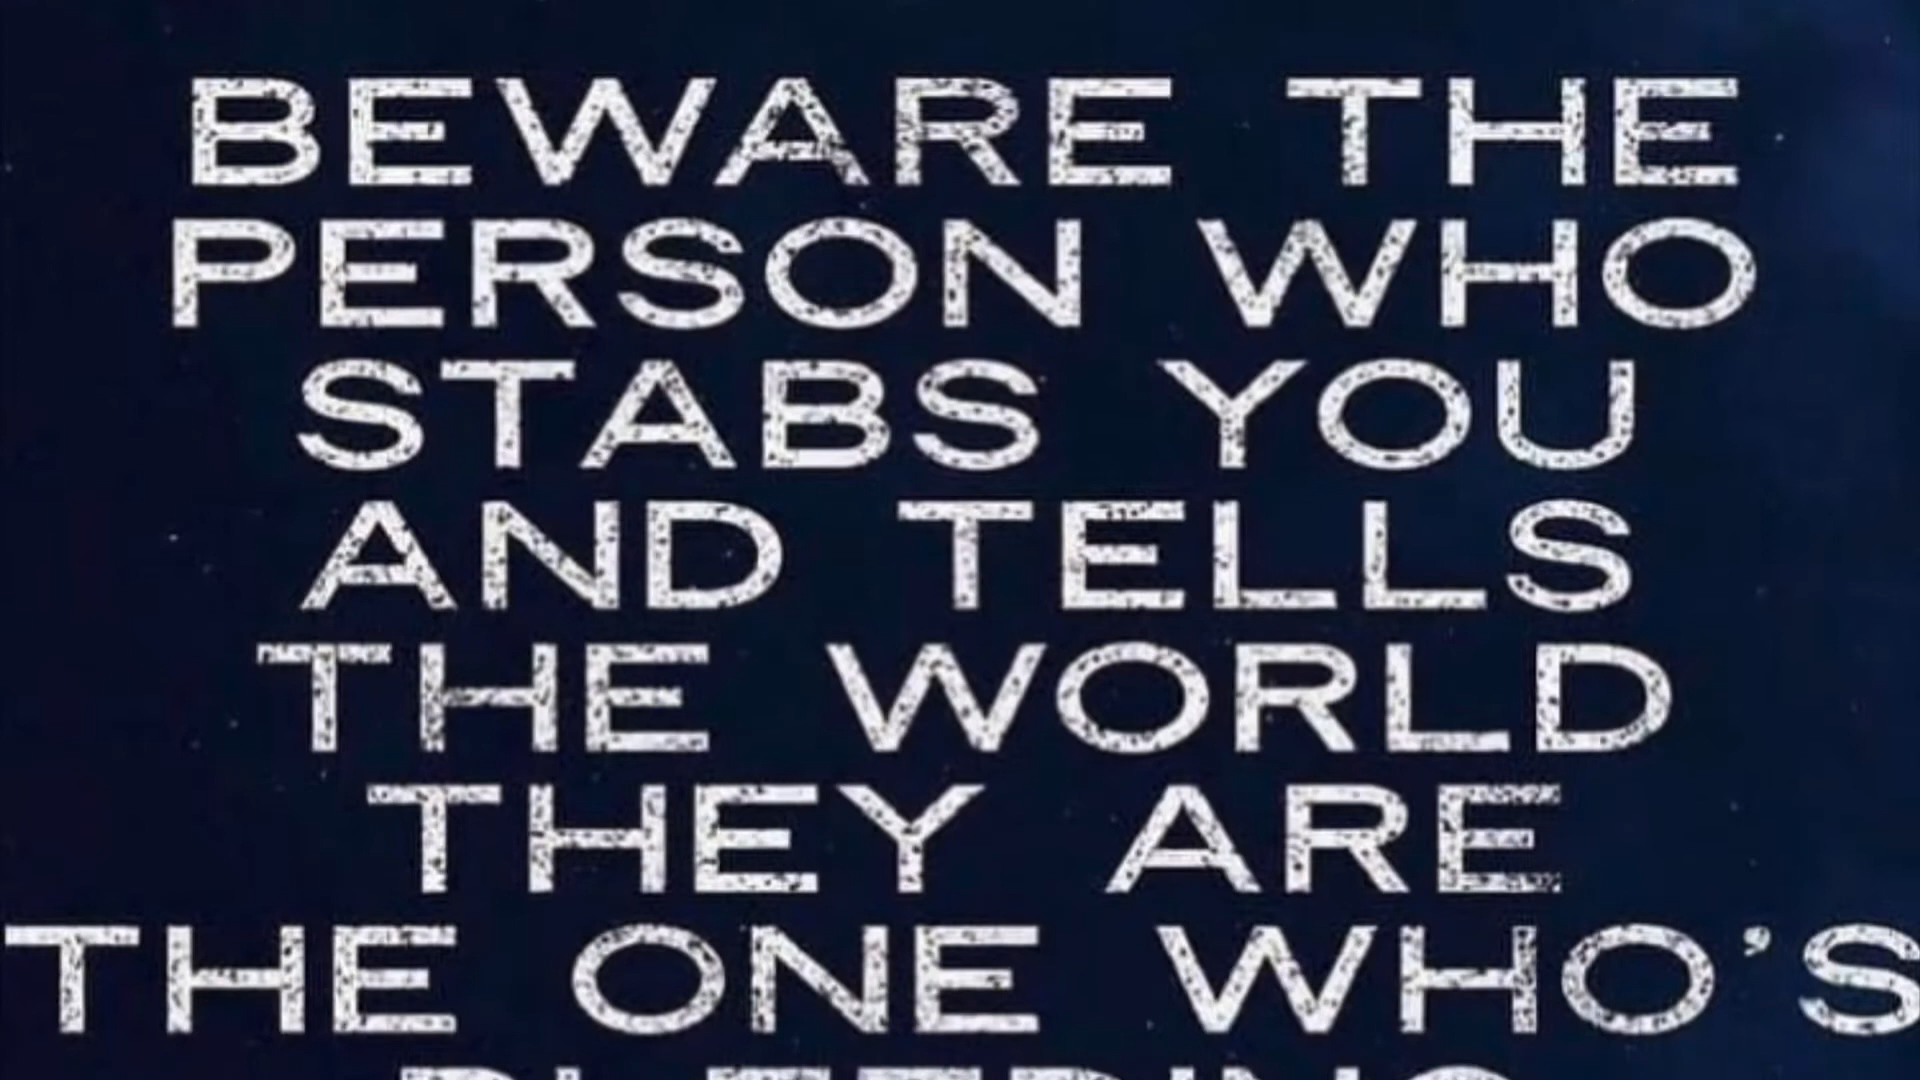 BEWARE THE
PERSON WHO
STABS YOU
AND TELLS
THE WORLD
THEY ARE
THE ONE WHO'S